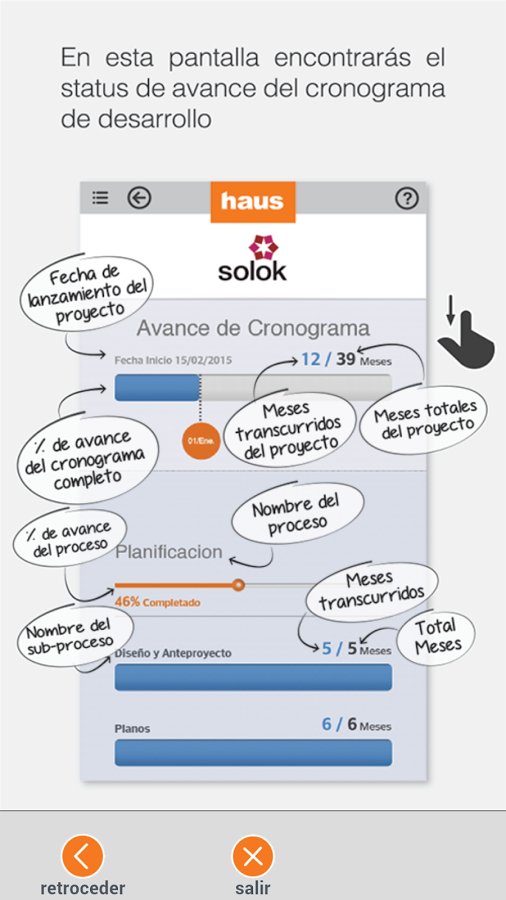 En esta pantalla encontrarás el
status de avance del cronograma
de desarrollo
haus
?
solok
Fecha de
lanzamiento del
proyecto
Avance de Cronograma
Fecha Inicio 15/02/2015
12 / 39 Meses
01/Ene.
Meses
transcurridos
del proyecto
Meses totales
del proyecto
% de avance
del cronograma
completo
Nombre del
proceso
% de avance
del proceso
Planificacion
46% Completado
Meses
transcurridos
Nombre del
sub-proceso
Total
Meses
Diseño y Anteproyecto
5 / 5 Meses
Planos
6 / 6 Meses
retroceder
salir